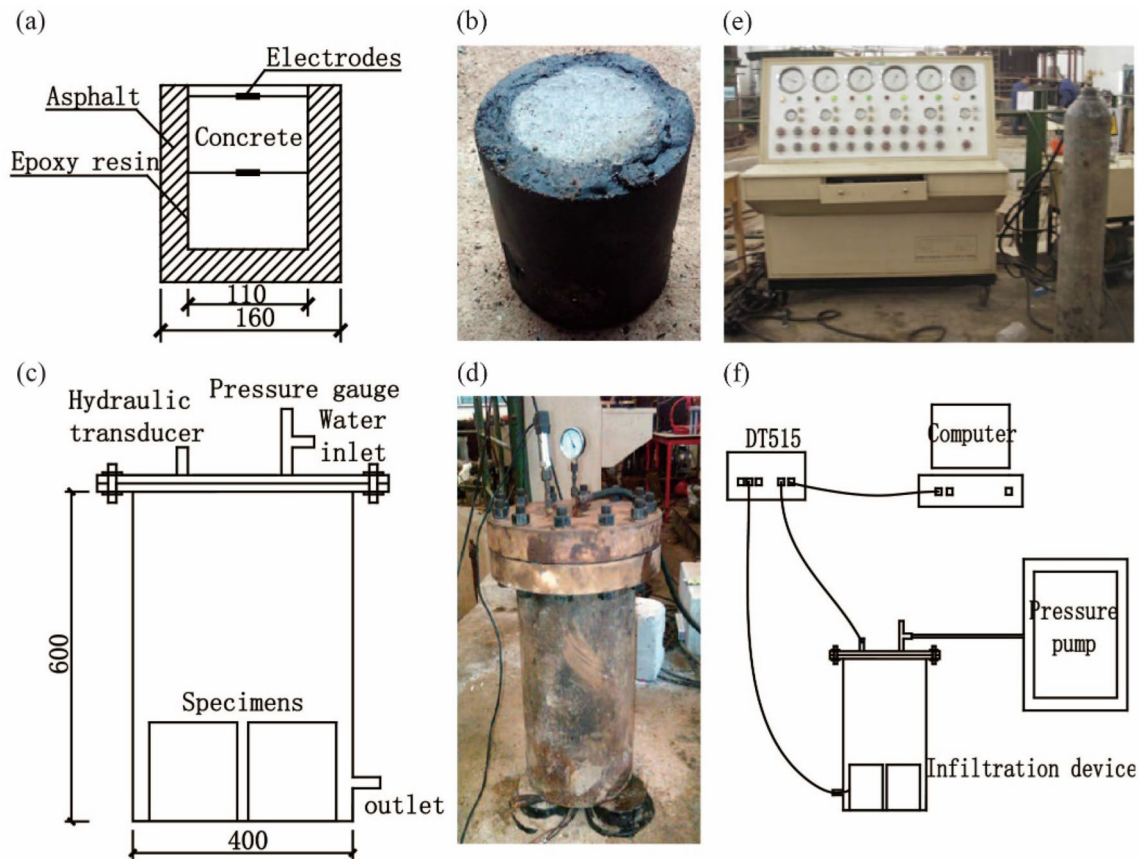 (a)
Electrodes
Asphalt
Concrete
Epoxy resin
110
160
(b)
(e)
(c)
Pressure gauge
Hydraulic
transducer
Water
inlet
600
Specimens
outlet
400
(d)
(f)
DT515
Computer
Pressure
pump
Infiltration device